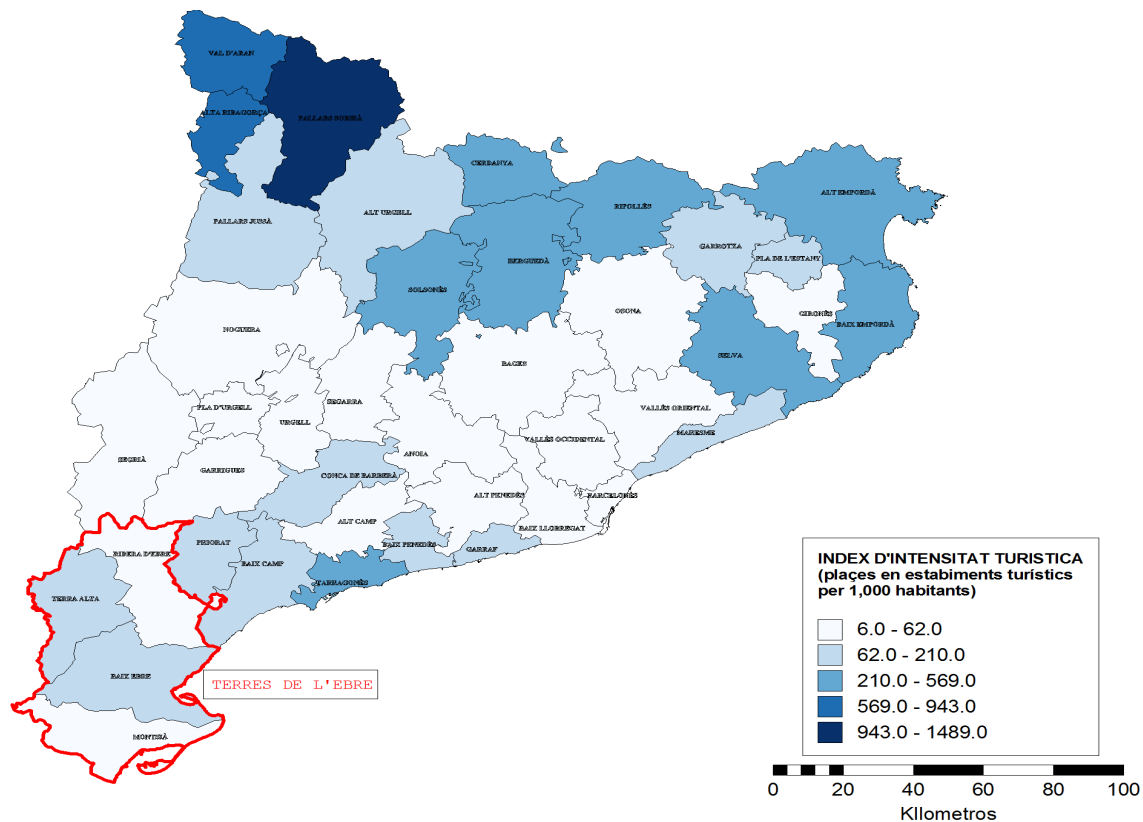 VAL D'ARAN
ALTA RIBAGORÇA
PALLARS SOBIRÀ
CERDANYA
ALT EMPORDÀ
RIPOLLÈS
ALT URGELL
PALLARS JUSSÀ
GARROTXA
PLA DE L'ESTANY
BERGUEDÀ
SOLSONÈS
OSONA
GIRONÈS
BAIX EMPORDÀ
NOGUERA
SELVA
BAGES
SEGARRA
PLA D'URGELL
VALLÈS ORIENTAL
URGELL
MARESME
VALLÈS OCCIDENTAL
ANOIA
SEGRIÀ
GARRIGUES
CONCA DE BARBERÀ
ALT PENEDÈS
BARCELONÈS
ALT CAMP
BAIX LLOBREGAT
PRIORAT
BAIX PENEDÈS
GARRAF
RIBERA D'EBRE
BAIX CAMP
TARRAGONÈS
TERRA ALTA
BAIX EBRE
TERRES DE L'EBRE
MONTSIÀ
INDEX D'INTENSITAT TURISTICA
(plaçes en estabiments turístics
per 1,000 habitants)
6.0 - 62.0
62.0 - 210.0
210.0 - 569.0
569.0 - 943.0
943.0 - 1489.0
0 20 40 60 80 100
KIlometros